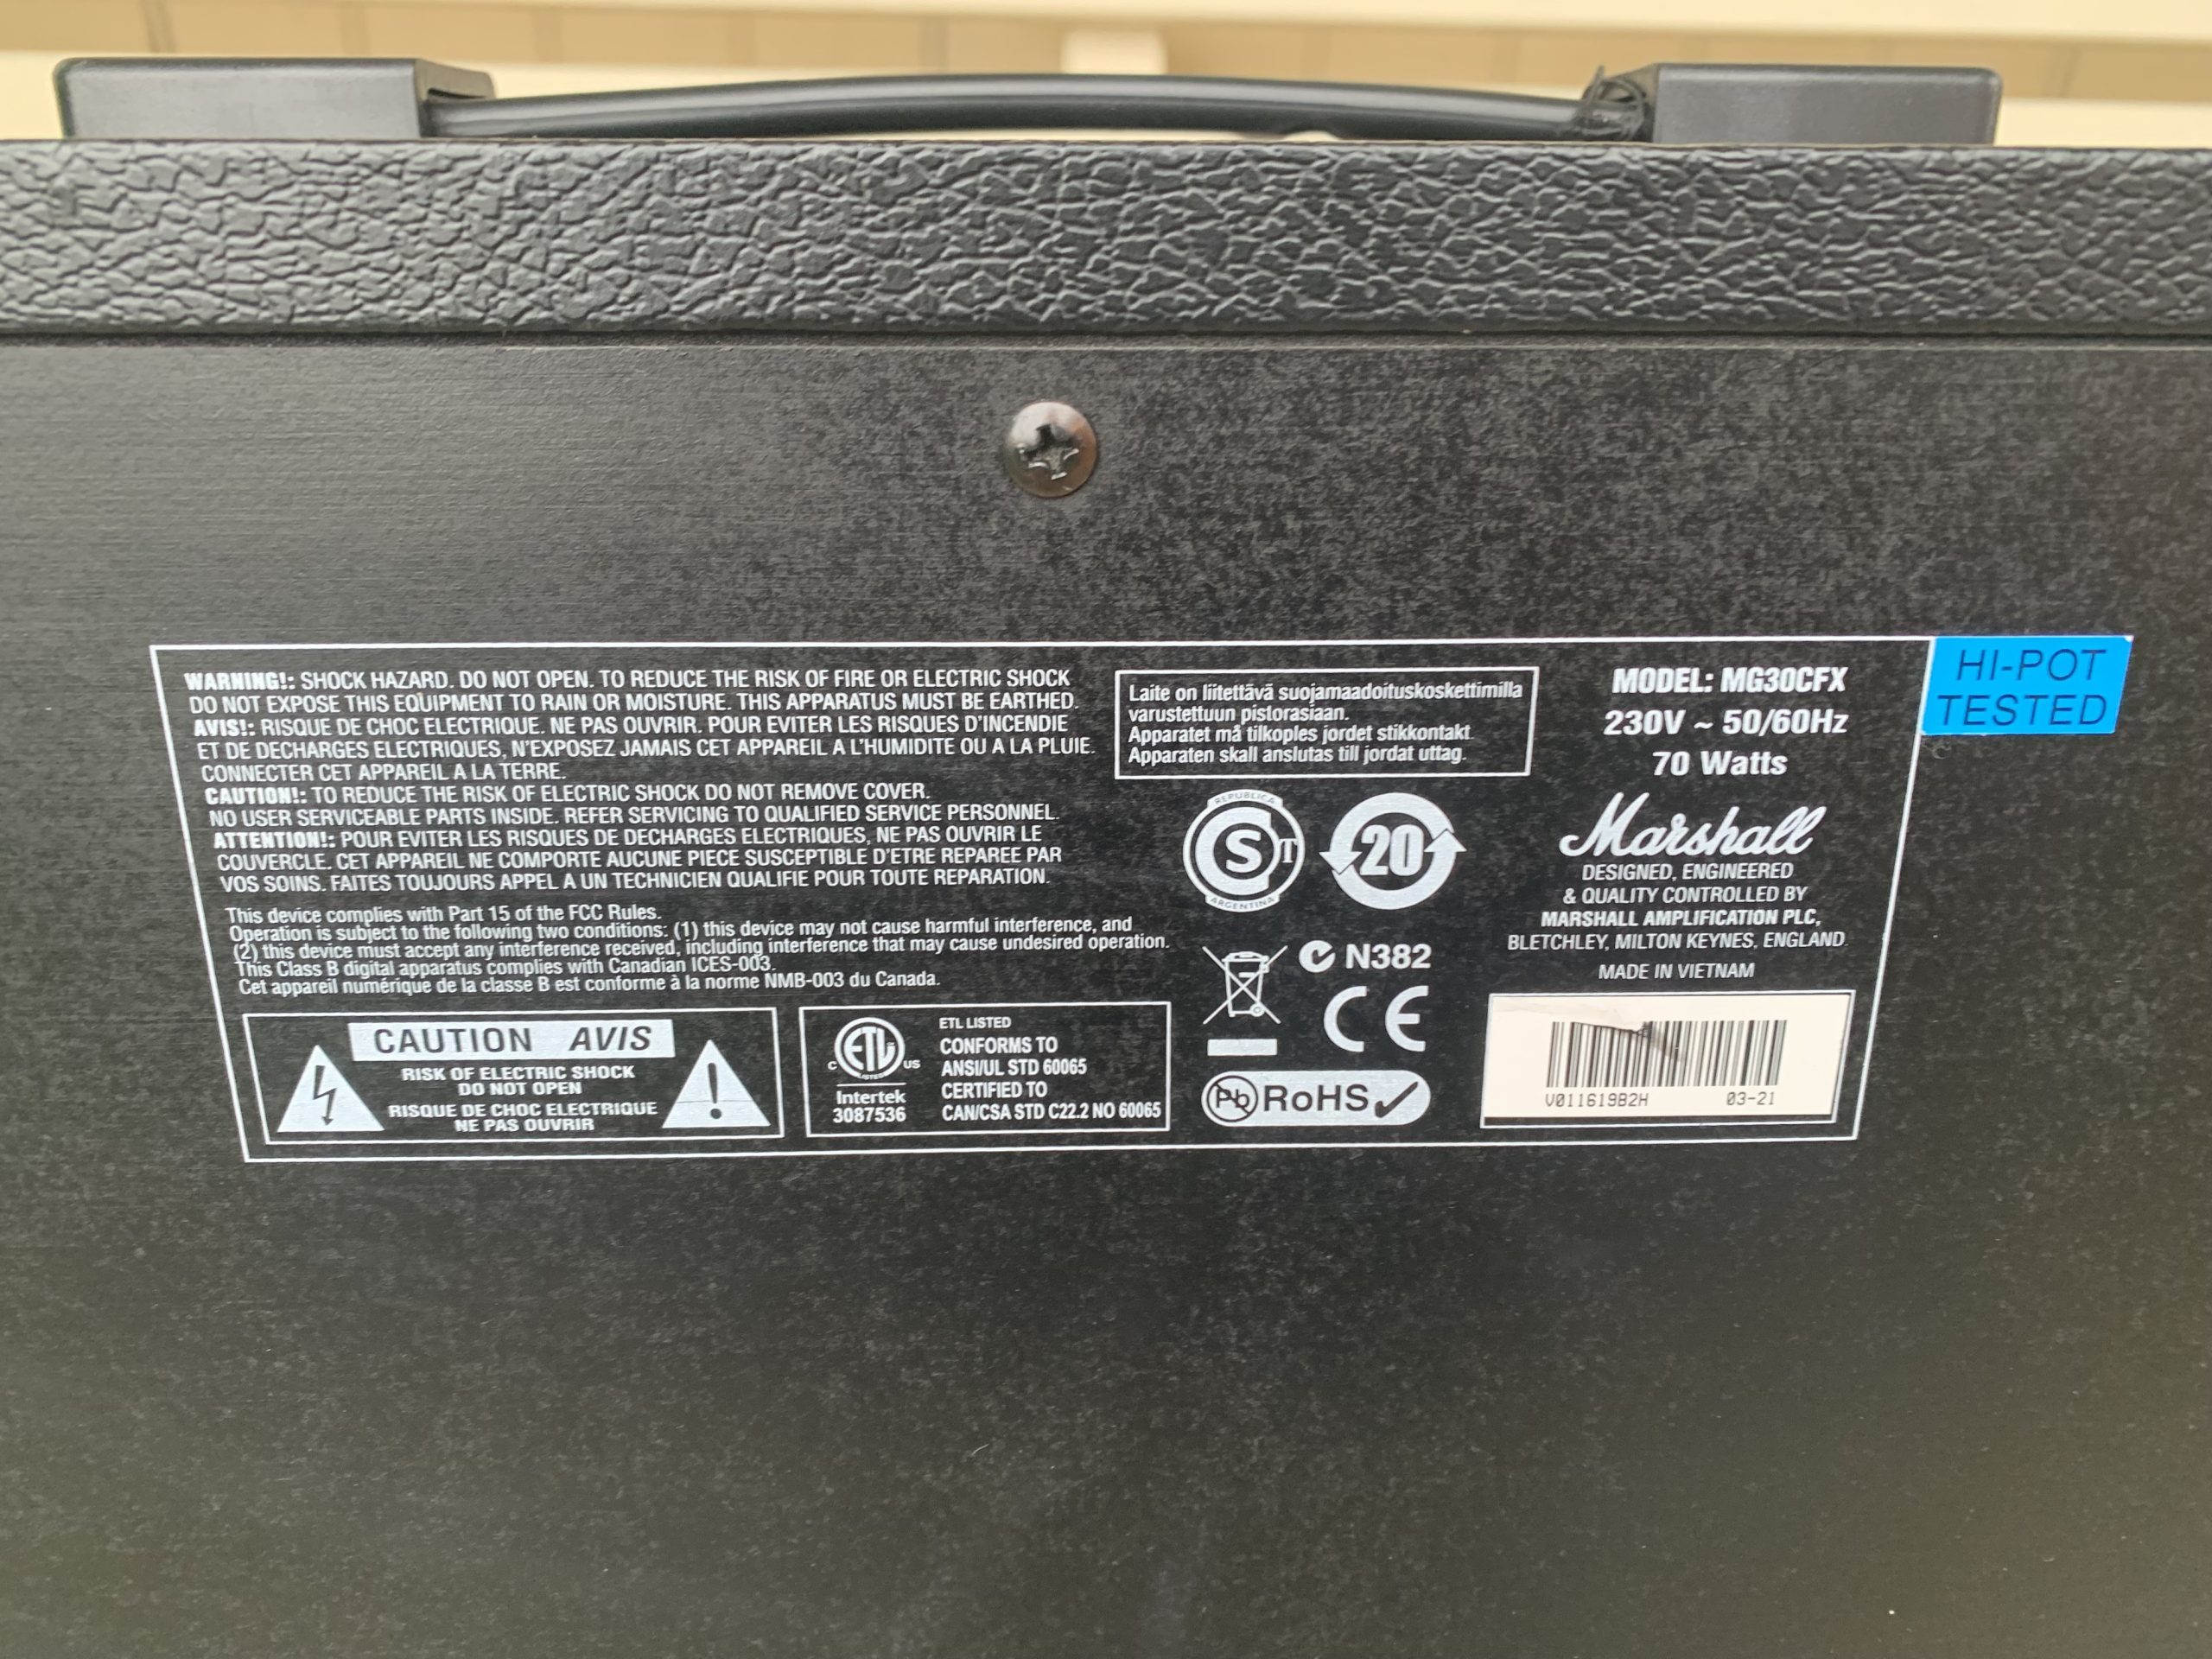 WARNING!: SHOCK HAZARD. DO NOT OPEN. TO REDUCE THE RISK OF FIRE OR ELECTRIC SHOCK
DO NOT EXPOSE THIS EQUIPMENT TO RAIN OR MOISTURE. THIS APPARATUS MUST BE EARTHED.
AVIS!: RISQUE DE CHOC ELECTRIQUE. NE PAS OUVRIR. POUR EVITER LES RISQUES D'INCENDIE
ET DE DECHARGES ELECTRIQUES, N'EXPOSEZ JAMAIS CET APPAREIL A L'HUMIDITE OU A LA PLUIE.
CONNECTER CET APPAREIL A LA TERRE.
CAUTION!: TO REDUCE THE RISK OF ELECTRIC SHOCK DO NOT REMOVE COVER.
NO USER SERVICEABLE PARTS INSIDE. REFER SERVICING TO QUALIFIED SERVICE PERSONNEL.
ATTENTION!: POUR EVITER LES RISQUES DE DECHARGES ELECTRIQUES, NE PAS OUVRIR LE
COUVERCLE. CET APPAREIL NE COMPORTE AUCUNE PIECE SUSCEPTIBLE D'ETRE REPAREE PAR
VOS SOINS. FAITES TOUJOURS APPEL A UN TECHNICIEN QUALIFIE POUR TOUTE REPARATION.
This device complies with Part 15 of the FCC Rules.
Operation is subject to the following two conditions: (1) this device may not cause harmful interference, and
(2) this device must accept any interference received, including interference that may cause undesired operation.
This Class B digital apparatus complies with Canadian ICES-003.
Cet appareil numérique de la classe B est conforme à la norme NMB-003 du Canada.
CAUTION AVIS
RISK OF ELECTRIC SHOCK
DO NOT OPEN
RISQUE DE CHOC ELECTRIQUE
NE PAS OUVRIR
C ETL US
LISTED
Intertek
3087536
ETL LISTED
CONFORMS TO
ANSI/UL STD 60065
CERTIFIED TO
CAN/CSA STD C22.2 NO 60065
Laite on liitettävä suojamaadoituskoskettimilla
varustettuun pistorasiaan.
Apparatet må tilkoples jordet stikkontakt.
Apparaten skall anslutas till jordat uttag.
REPUBLICA
S T
ARGENTINA
20
N382
CE
Pb RoHS
MODEL: MG30CFX
230V ~ 50/60Hz
70 Watts
Marshall
DESIGNED, ENGINEERED
& QUALITY CONTROLLED BY
MARSHALL AMPLIFICATION PLC,
BLETCHLEY, MILTON KEYNES, ENGLAND.
MADE IN VIETNAM
V011619B2H 03-21
HI-POT
TESTED